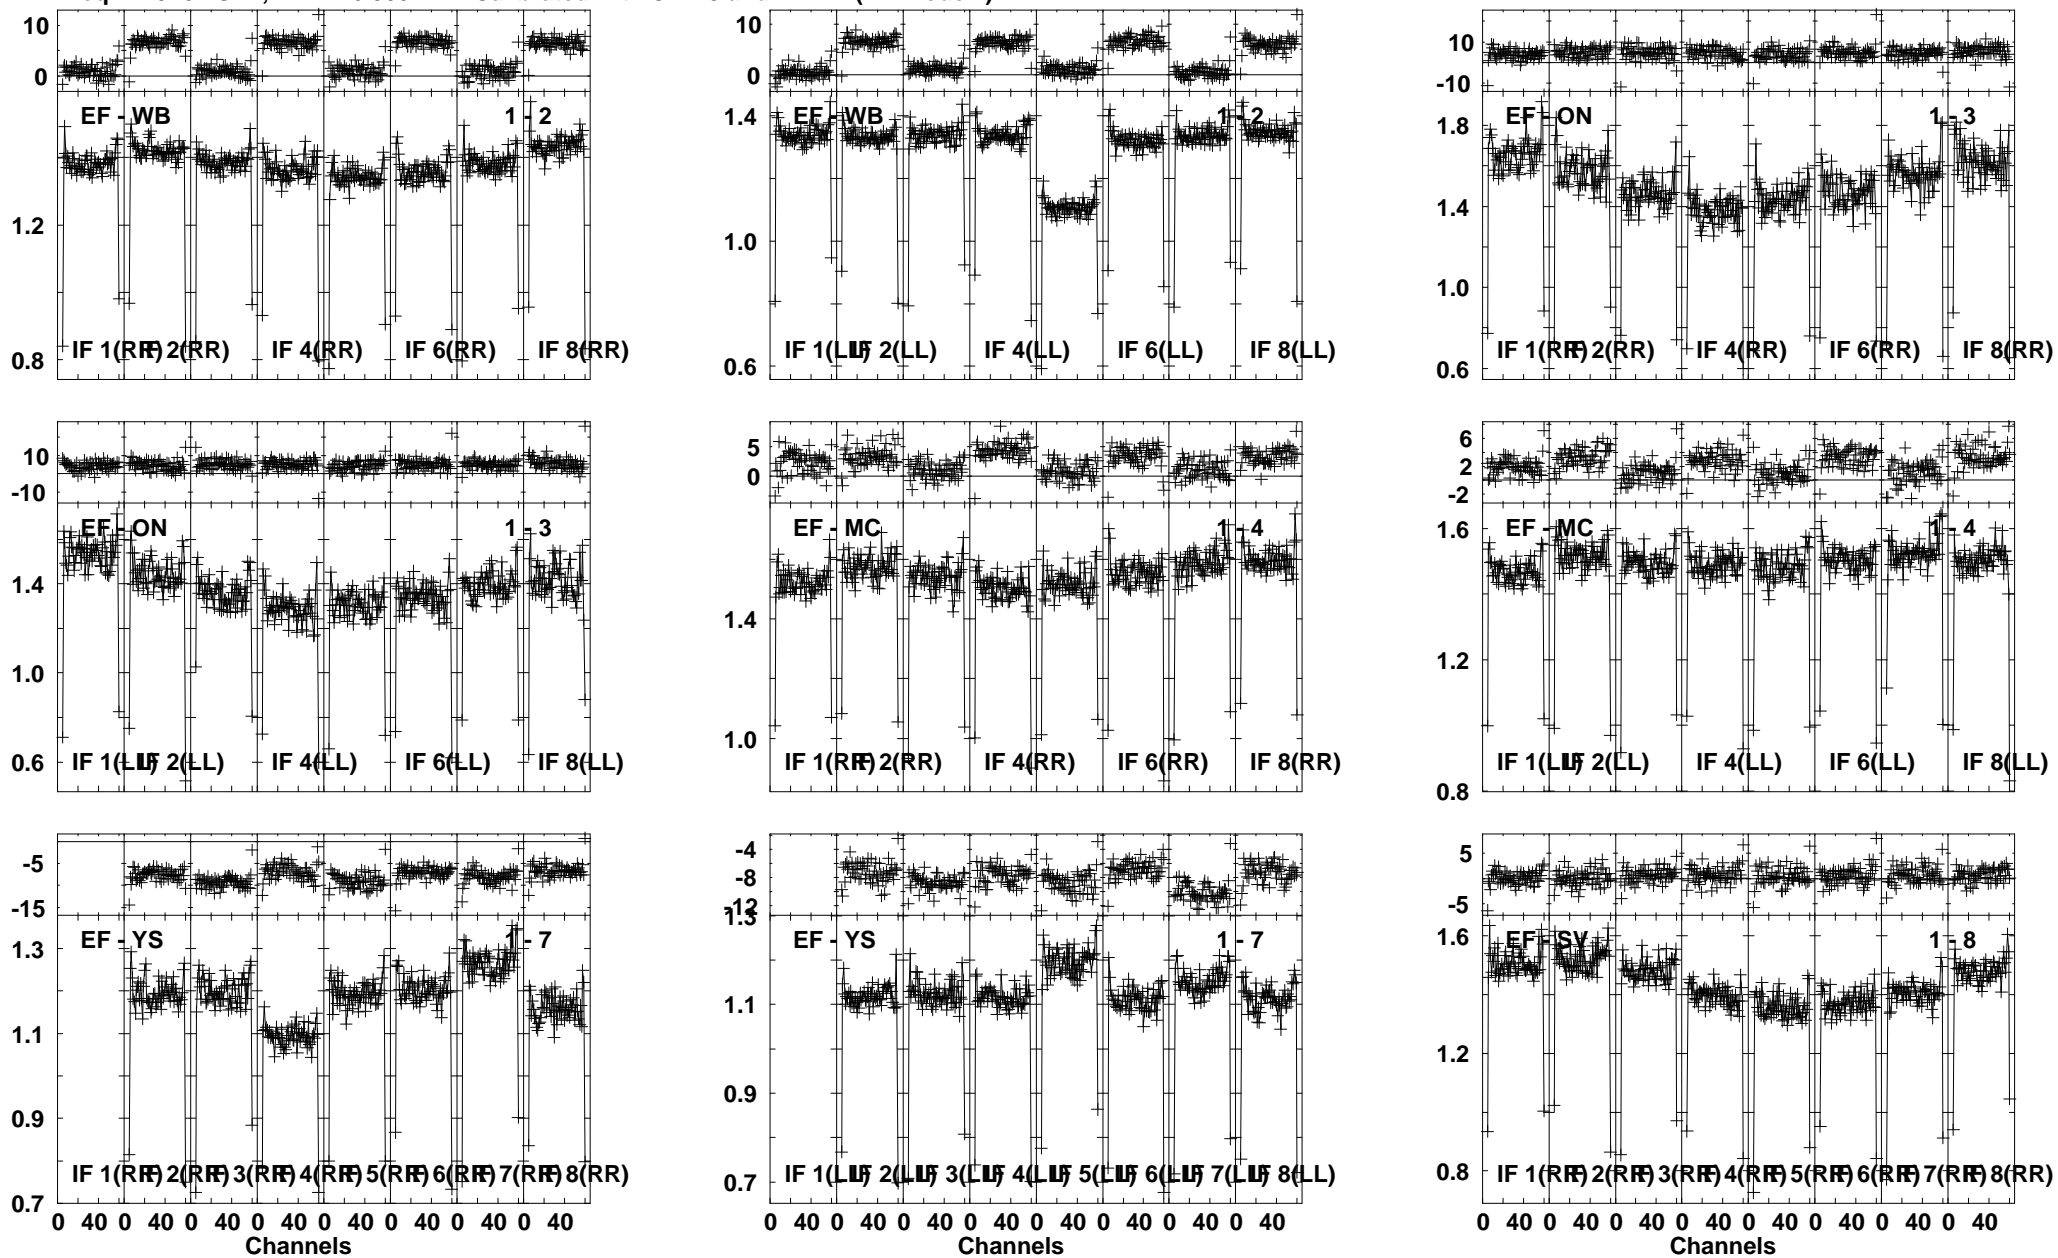 10
0
EF - WB
1 - 2
1.2
0.8
IF 1(RR) IF 2(RR) IF 4(RR) IF 6(RR) IF 8(RR)
10
0
EF - WB
1 - 2
1.4
1.0
0.6
IF 1(LL) IF 2(LL) IF 4(LL) IF 6(LL) IF 8(LL)
10
-10
EF - ON
1 - 3
1.8
1.4
1.0
0.6
IF 1(RR) IF 2(RR) IF 4(RR) IF 6(RR) IF 8(RR)
10
-10
EF - ON
1 - 3
1.4
1.0
0.6
IF 1(LL) IF 2(LL) IF 4(LL) IF 6(LL) IF 8(LL)
5
0
EF - MC
1 - 4
1.4
1.0
IF 1(RR) IF 2(RR) IF 4(RR) IF 6(RR) IF 8(RR)
6
2
-2
EF - MC
1 - 4
1.6
1.2
0.8
IF 1(LL) IF 2(LL) IF 4(LL) IF 6(LL) IF 8(LL)
-5
-15
EF - YS
1 - 7
1.3
1.1
0.9
0.7
IF 1(RR) IF 2(RR) IF 3(RR) IF 4(RR) IF 5(RR) IF 6(RR) IF 7(RR) IF 8(RR)
0 40 0 40 0 40 0 40 0 40 0 40 0 40 0 40
Channels
-4
-8
-12
1.3
EF - YS
1 - 7
1.1
0.9
0.7
IF 1(LL) IF 2(LL) IF 3(LL) IF 4(LL) IF 5(LL) IF 6(LL) IF 7(LL) IF 8(LL)
0 40 0 40 0 40 0 40 0 40 0 40 0 40 0 40
Channels
5
-5
EF - SV
1 - 8
1.6
1.2
0.8
IF 1(RR) IF 2(RR) IF 3(RR) IF 4(RR) IF 5(RR) IF 6(RR) IF 7(RR) IF 8(RR)
0 40 0 40 0 40 0 40 0 40 0 40 0 40 0 40
Channels